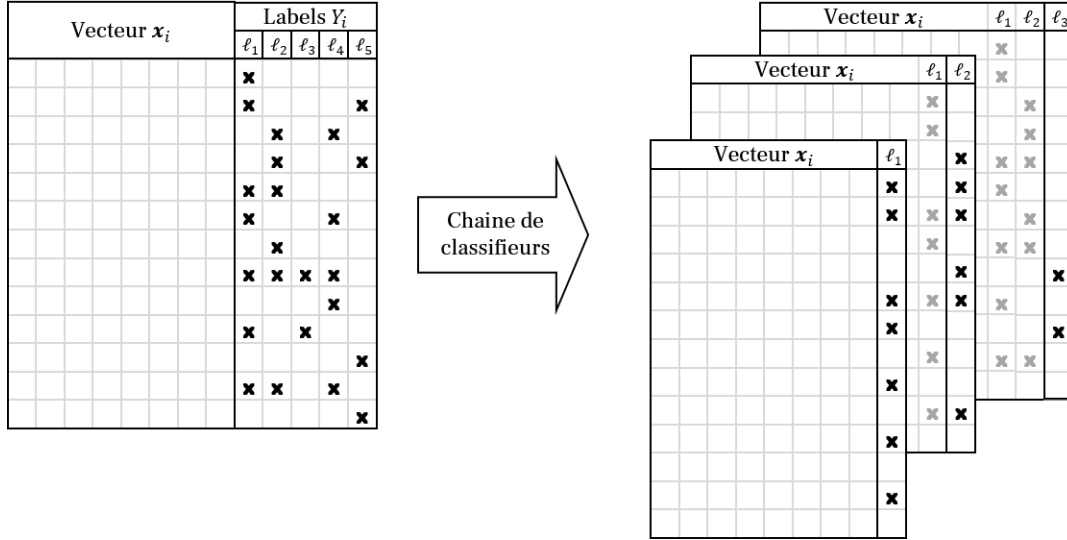 Vecteur xᵢ
Labels Yᵢ
ℓ₁ ℓ₂ ℓ₃ ℓ₄ ℓ₅
x
x x
x x
x x
x x
x x
x
x x x x
x
x x
x
x x x
x
Chaine de
classifieurs
Vecteur xᵢ ℓ₁ ℓ₂ ℓ₃
Vecteur xᵢ ℓ₁ ℓ₂
Vecteur xᵢ ℓ₁